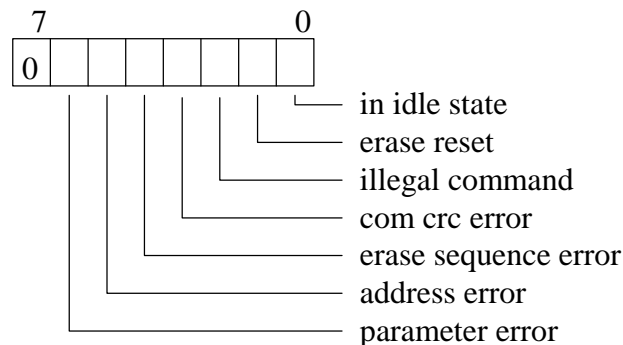 7 0
0
in idle state
erase reset
illegal command
com crc error
erase sequence error
address error
parameter error